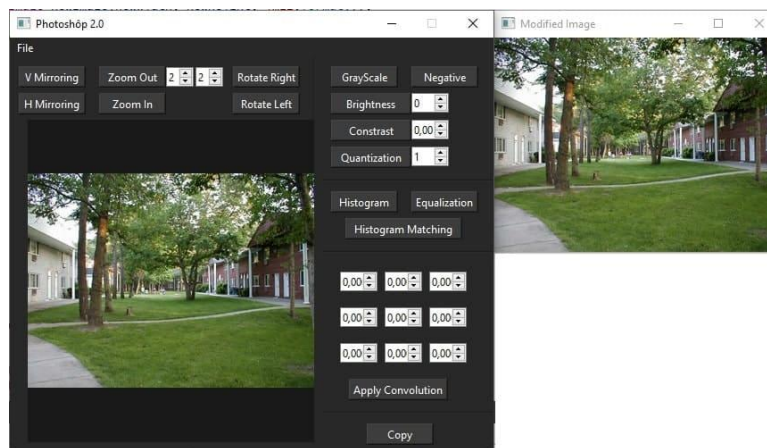 Photoshóp 2.0
Modified Image
File
V Mirroring Zoom Out 2 2 Rotate Right
H Mirroring Zoom In Rotate Left
GrayScale Negative
Brightness 0
Constrast 0,00
Quantization 1
Histogram Equalization
Histogram Matching
0,00 0,00 0,00
0,00 0,00 0,00
0,00 0,00 0,00
Apply Convolution
Copy